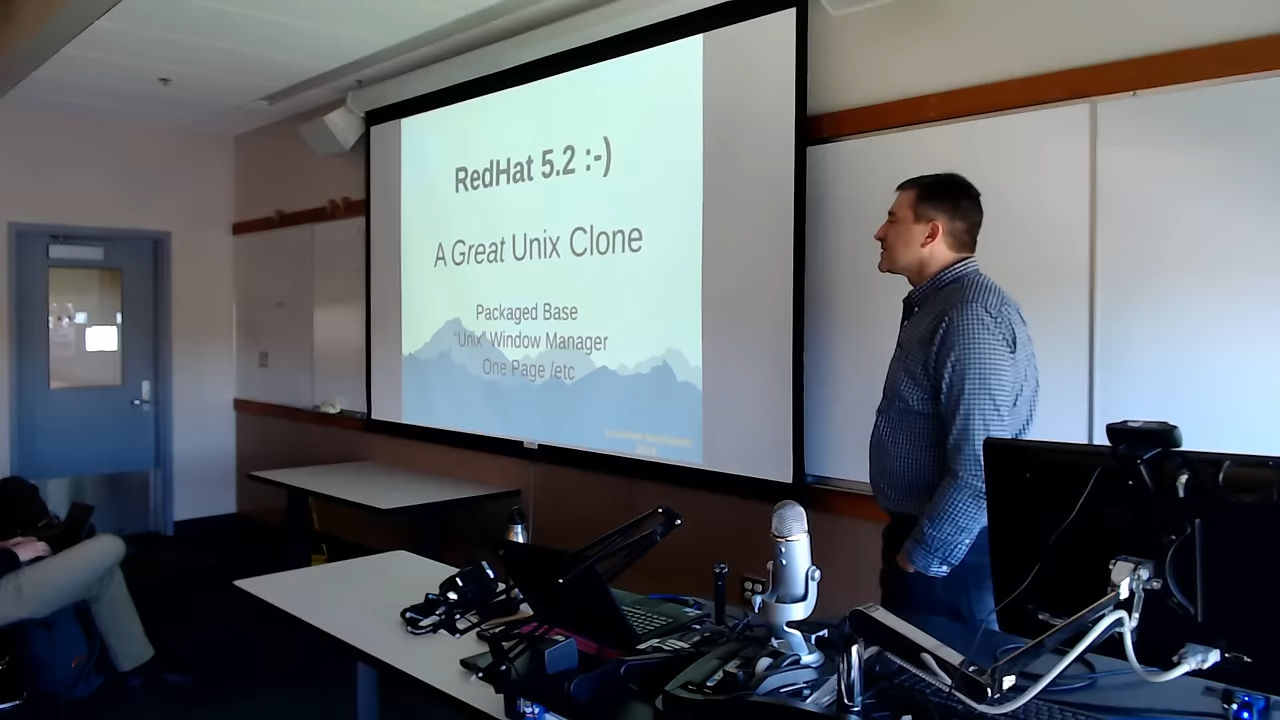 RedHat 5.2 :-)
A Great Unix Clone
Packaged Base
"Unix" Window Manager
One Page /etc